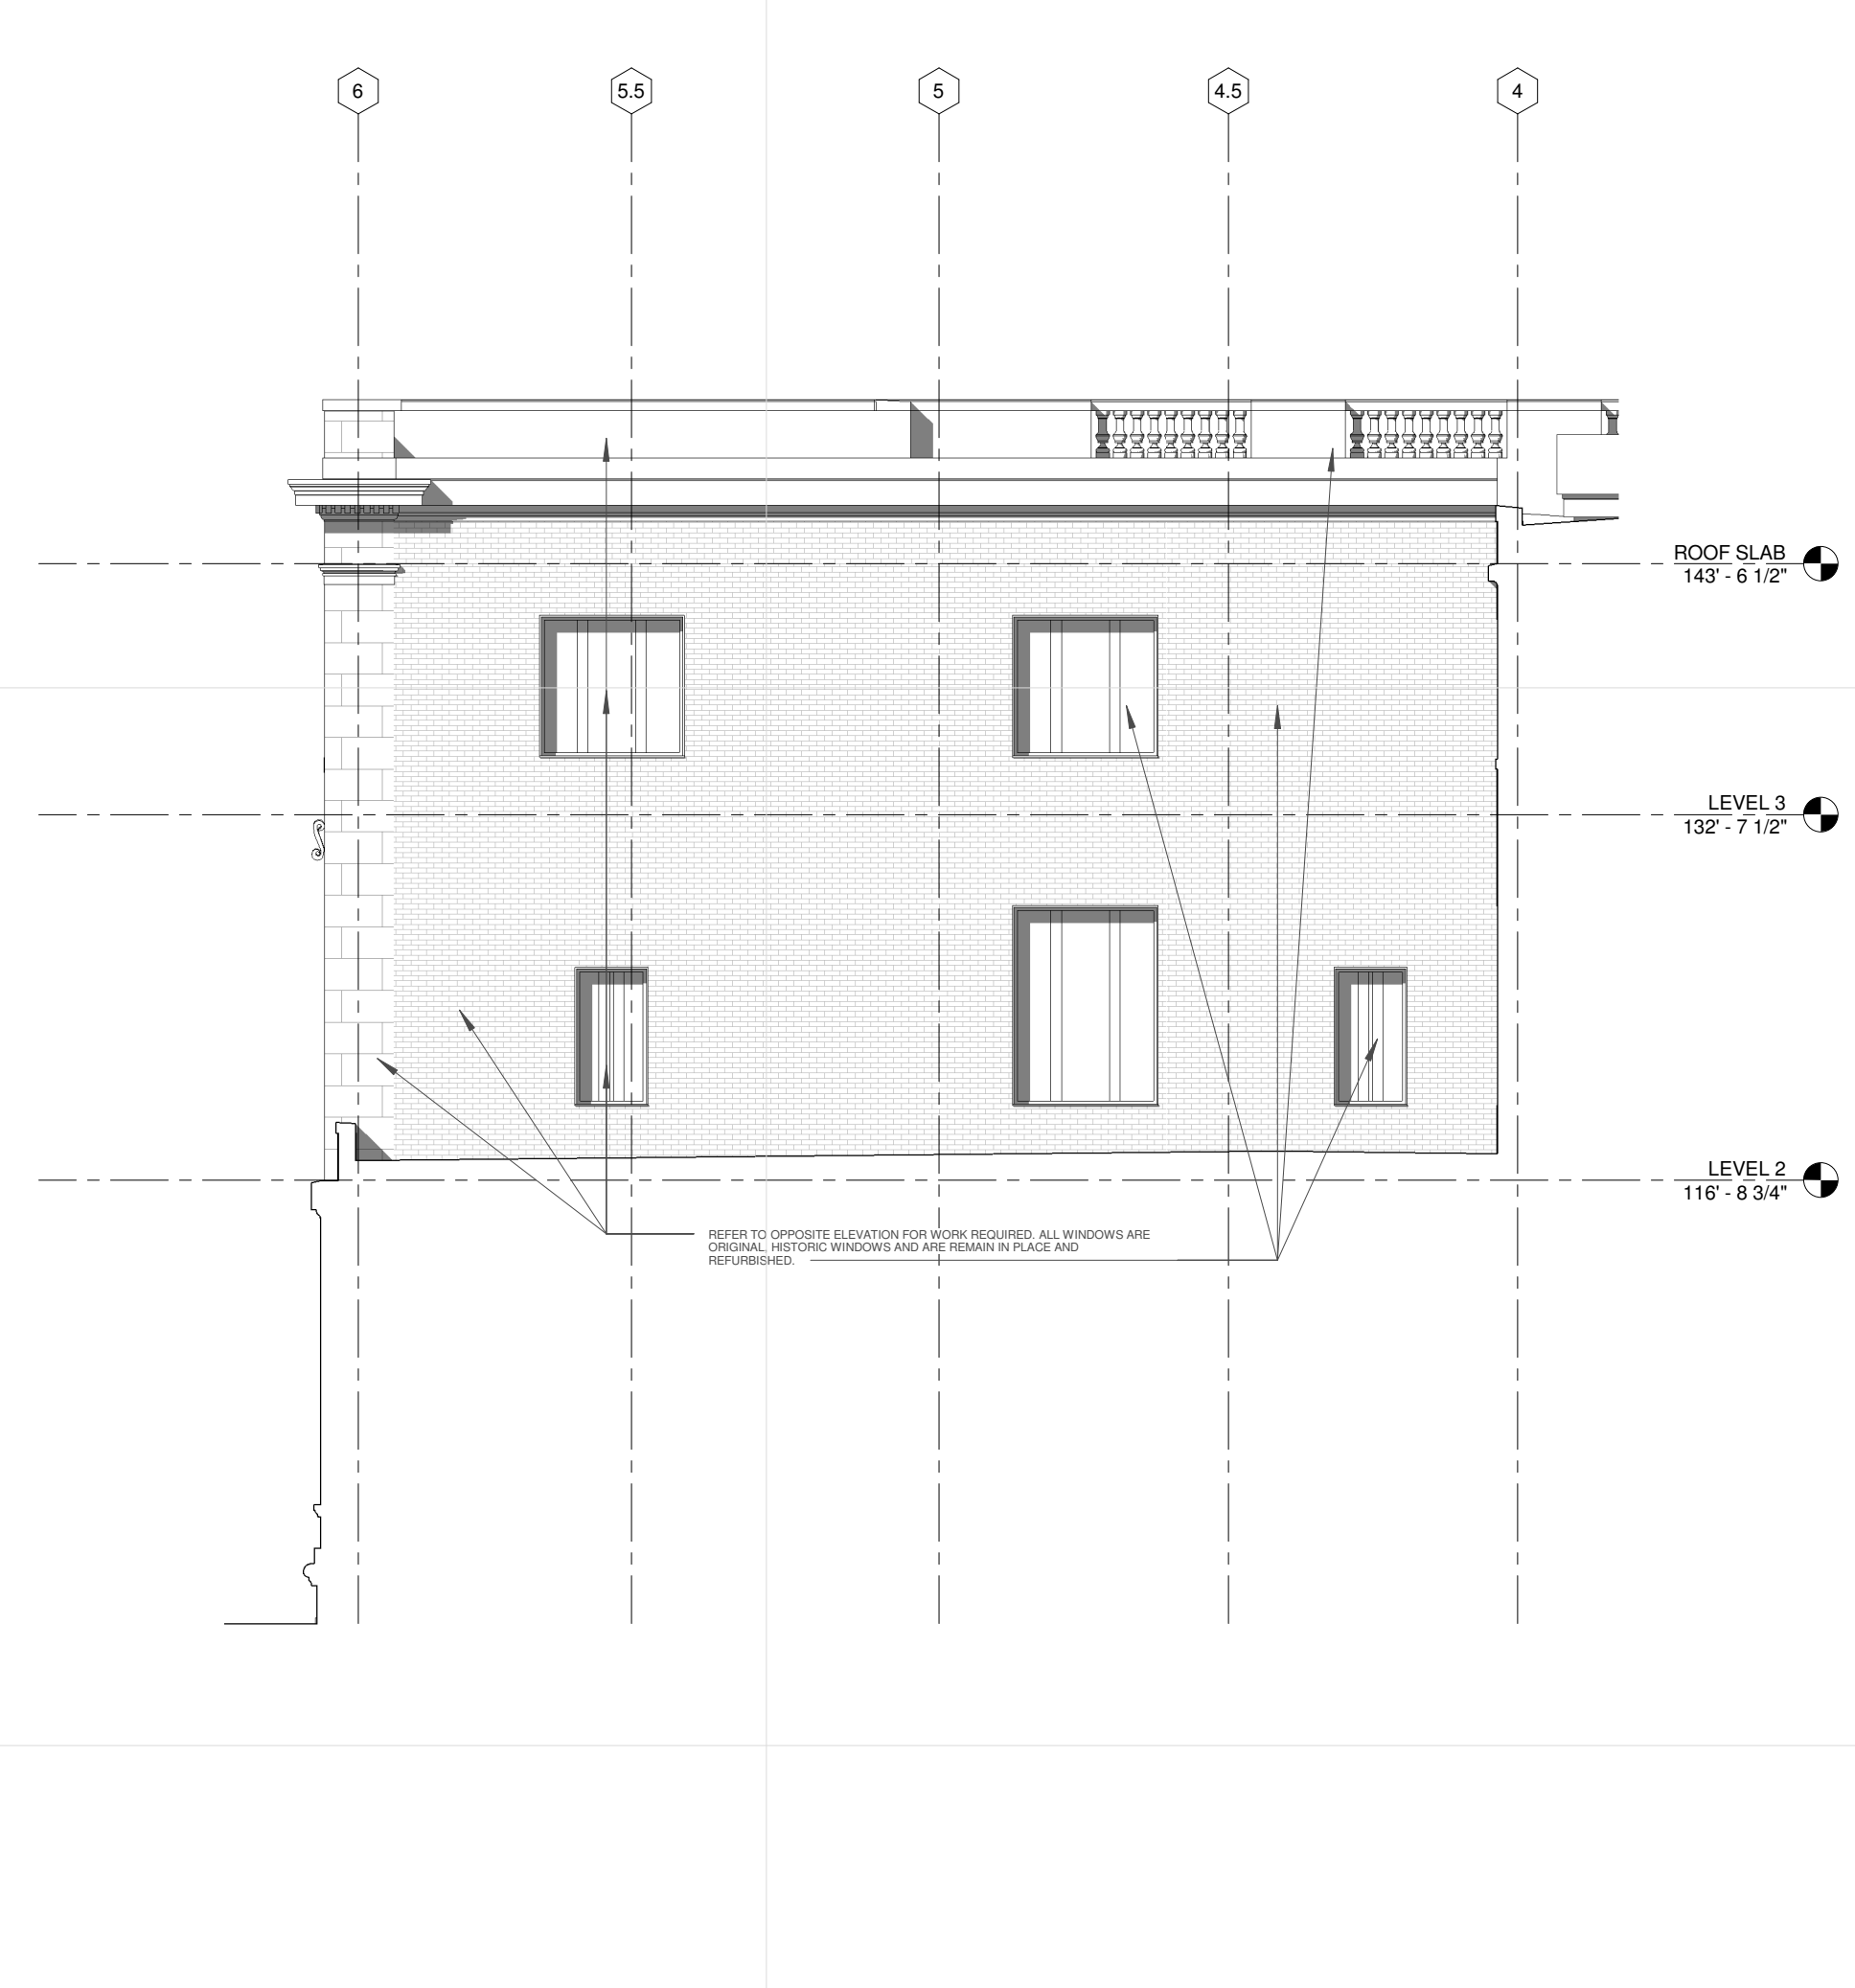 6
5.5
5
4.5
4
ROOF SLAB
143' - 6 1/2"
LEVEL 3
132' - 7 1/2"
LEVEL 2
116' - 8 3/4"
REFER TO OPPOSITE ELEVATION FOR WORK REQUIRED. ALL WINDOWS ARE
ORIGINAL, HISTORIC WINDOWS AND ARE REMAIN IN PLACE AND
REFURBISHED.